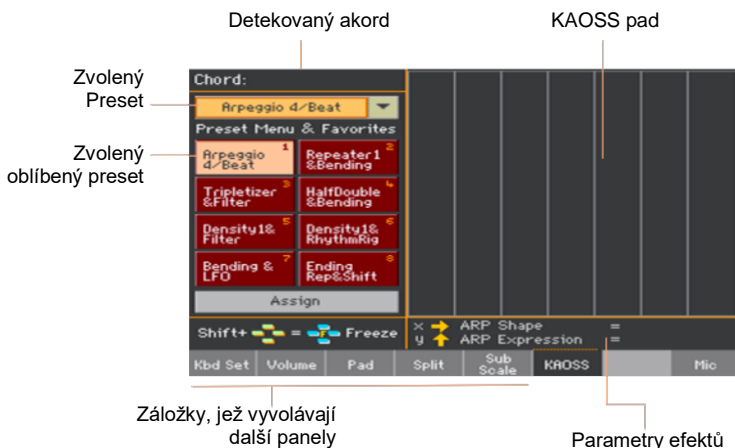 Detekovaný akord
KAOSS pad
Zvolený
Preset
Zvolený
oblíbený preset
Chord:
Arpeggio 4/Beat
Preset Menu & Favorites
Arpeggio 1
4/Beat
Repeater1 2
&Bending
Tripletizer 3
&Filter
HalfDouble 4
&Bending
Density1& 5
Filter
Density1& 6
RhythmRig
Bending & 7
LFO
Ending 8
Rep&Shift
Assign
Shift+ = F Freeze
x ARP Shape =
y ARP Expression =
Kbd Set
Volume
Pad
Split
Sub
Scale
KAOSS
Mic
Záložky, jež vyvolávají
další panely
Parametry efektů